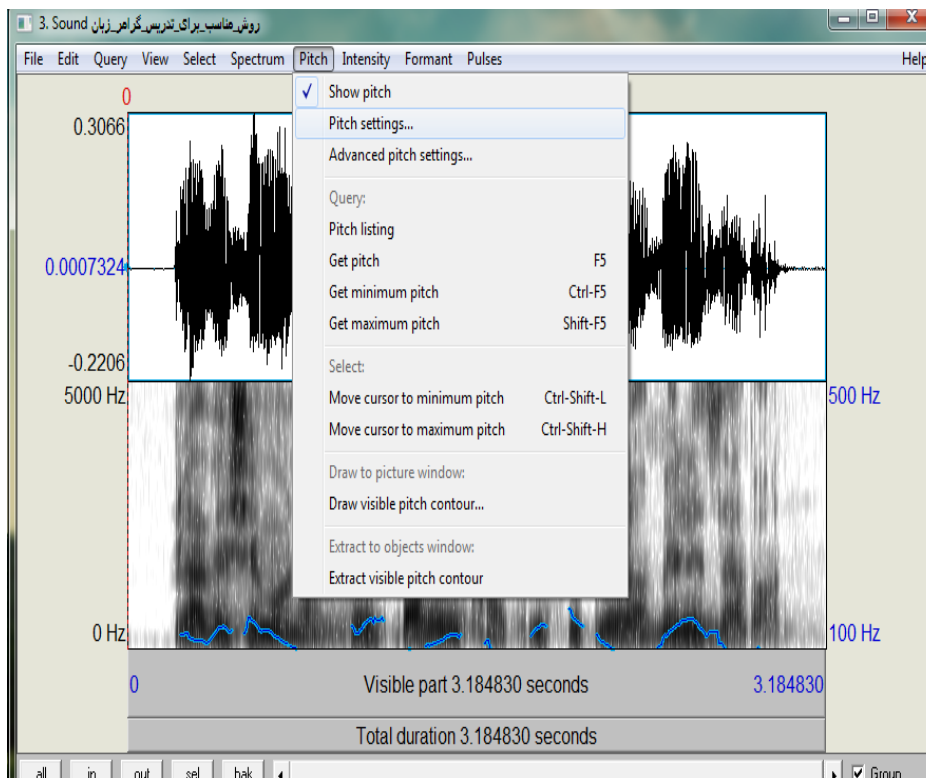 3. Sound روش_مناسب_برای_تدریس_گرامر_زبان
File Edit Query View Select Spectrum Pitch Intensity Formant Pulses Help
0
0.3066
0.0007324
-0.2206
5000 Hz
0 Hz
500 Hz
100 Hz
Show pitch
Pitch settings...
Advanced pitch settings...
Query:
Pitch listing
Get pitch F5
Get minimum pitch Ctrl-F5
Get maximum pitch Shift-F5
Select:
Move cursor to minimum pitch Ctrl-Shift-L
Move cursor to maximum pitch Ctrl-Shift-H
Draw to picture window:
Draw visible pitch contour...
Extract to objects window:
Extract visible pitch contour
0 Visible part 3.184830 seconds 3.184830
Total duration 3.184830 seconds
all in out sel bak Group